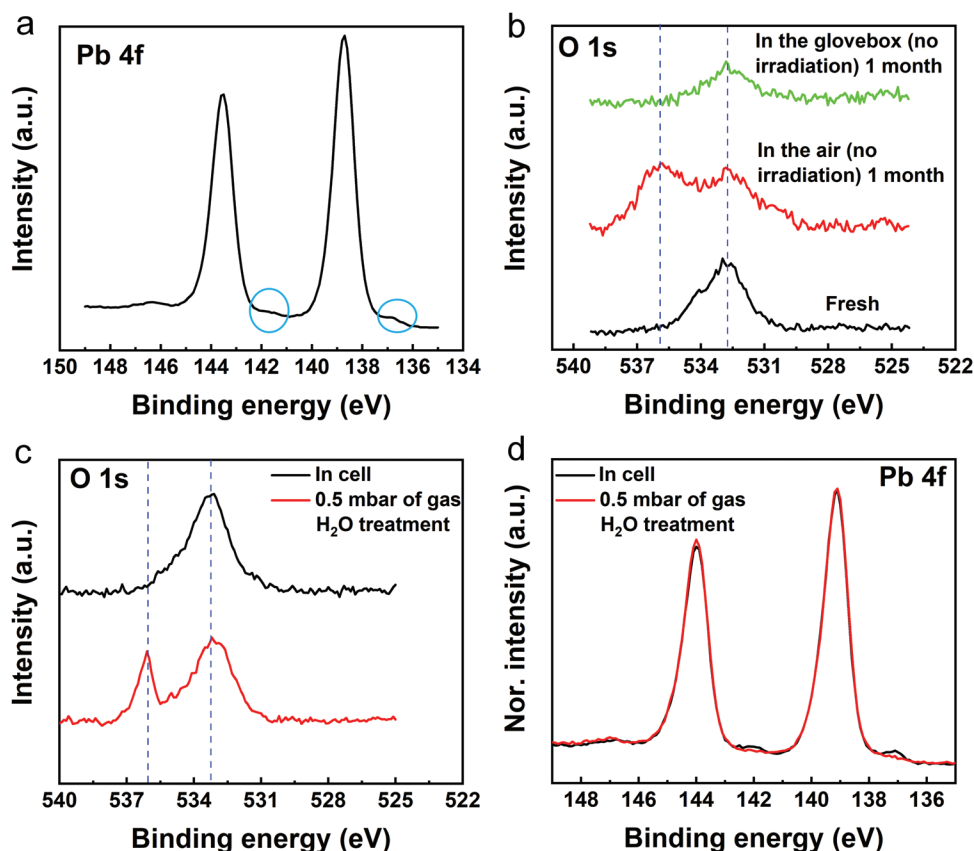 a
Pb 4f
Intensity (a.u.)
150 148 146 144 142 140 138 136 134
Binding energy (eV)
b
O 1s
In the glovebox (no
irradiation) 1 month
In the air (no
irradiation) 1 month
Fresh
Intensity (a.u.)
540 537 534 531 528 525 522
Binding energy (eV)
c
O 1s
In cell
0.5 mbar of gas
H₂O treatment
Intensity (a.u.)
540 537 534 531 528 525 522
Binding energy (eV)
d
In cell
0.5 mbar of gas
H₂O treatment
Pb 4f
Nor. intensity (a.u.)
148 146 144 142 140 138 136
Binding energy (eV)